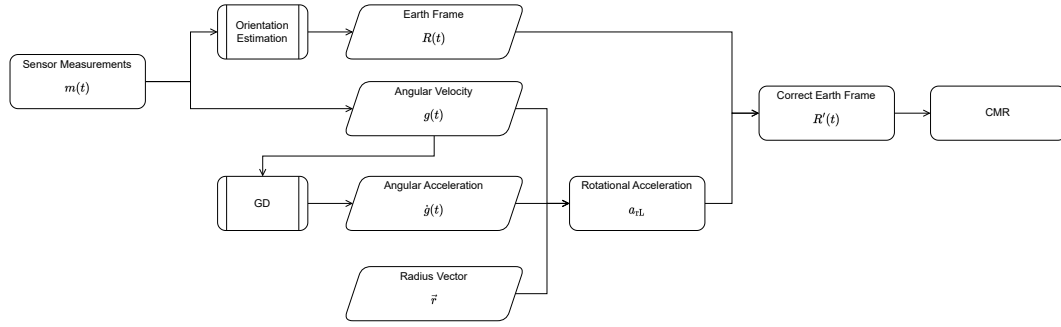 Sensor Measurements
m(t)
Orientation
Estimation
Earth Frame
R(t)
Angular Velocity
g(t)
GD
Angular Acceleration
ġ(t)
Radius Vector
r⃗
Rotational Acceleration
a_rL
Correct Earth Frame
R′(t)
CMR